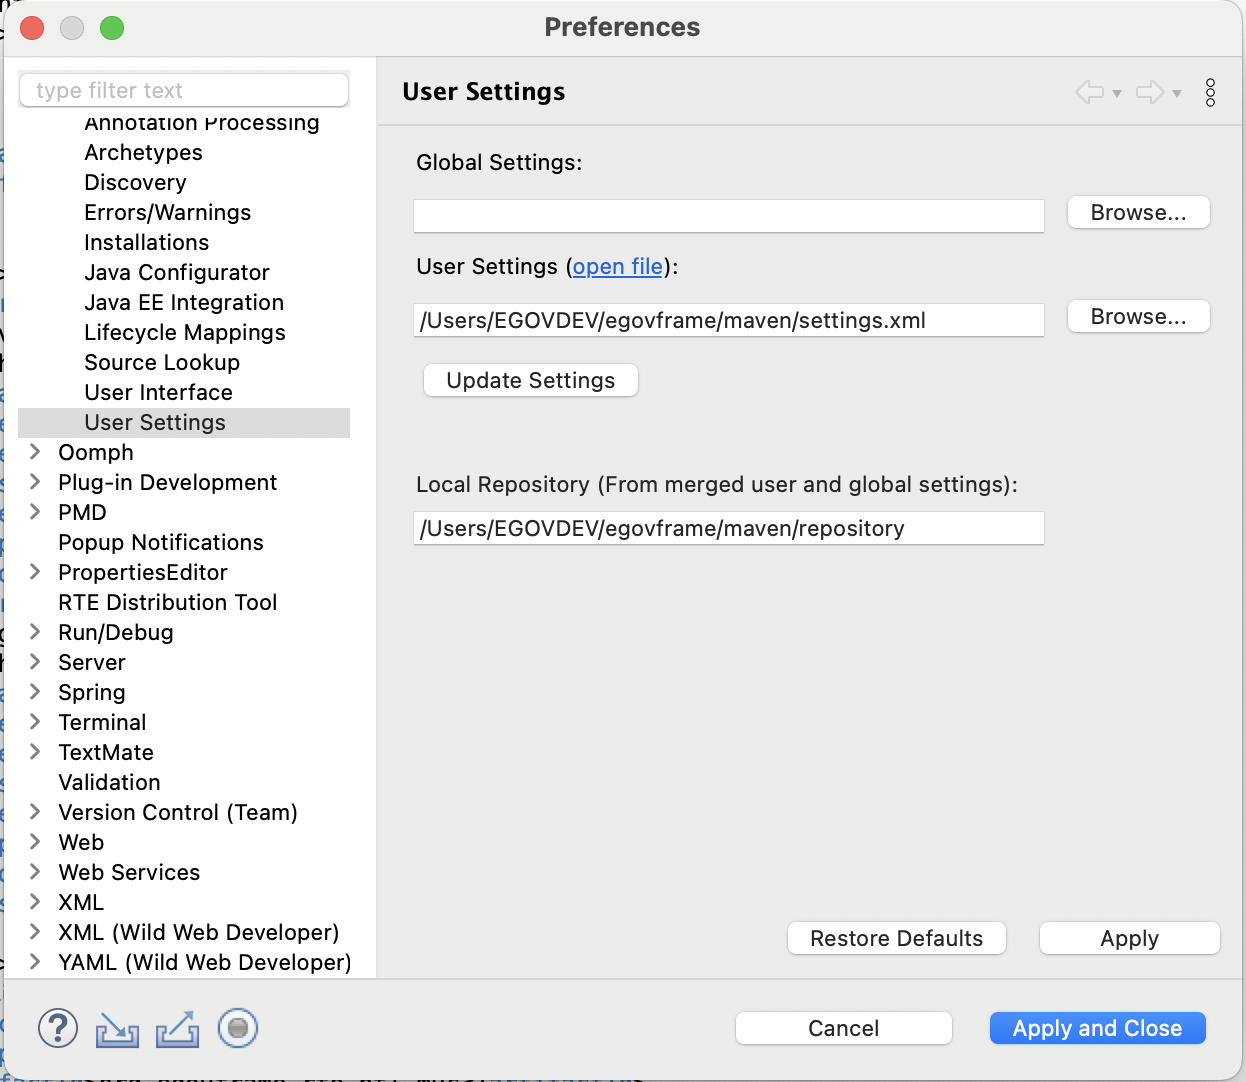 Preferences
type filter text
Annotation Processing
Archetypes
Discovery
Errors/Warnings
Installations
Java Configurator
Java EE Integration
Lifecycle Mappings
Source Lookup
User Interface
User Settings
Oomph
Plug-in Development
PMD
Popup Notifications
PropertiesEditor
RTE Distribution Tool
Run/Debug
Server
Spring
Terminal
TextMate
Validation
Version Control (Team)
Web
Web Services
XML
XML (Wild Web Developer)
YAML (Wild Web Developer)
User Settings
Global Settings:
Browse...
User Settings (open file):
/Users/EGOVDEV/egovframe/maven/settings.xml
Browse...
Update Settings
Local Repository (From merged user and global settings):
/Users/EGOVDEV/egovframe/maven/repository
Restore Defaults
Apply
?
Cancel
Apply and Close